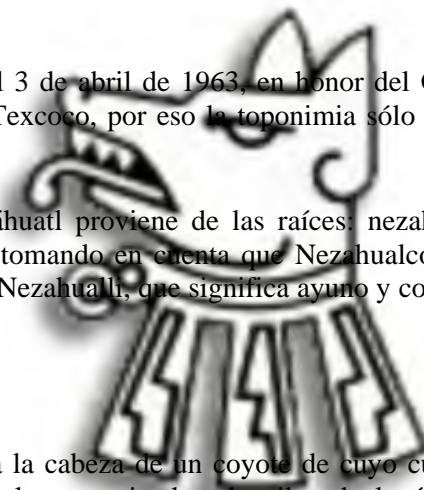 l 3 de abril de 1963, en honor del
Texcoco, por eso la toponimia sólo
huatl proviene de las raíces: nezah
tomando en cuenta que Nezahualco
Nezahualli, que significa ayuno y co
a la cabeza de un coyote de cuyo cu